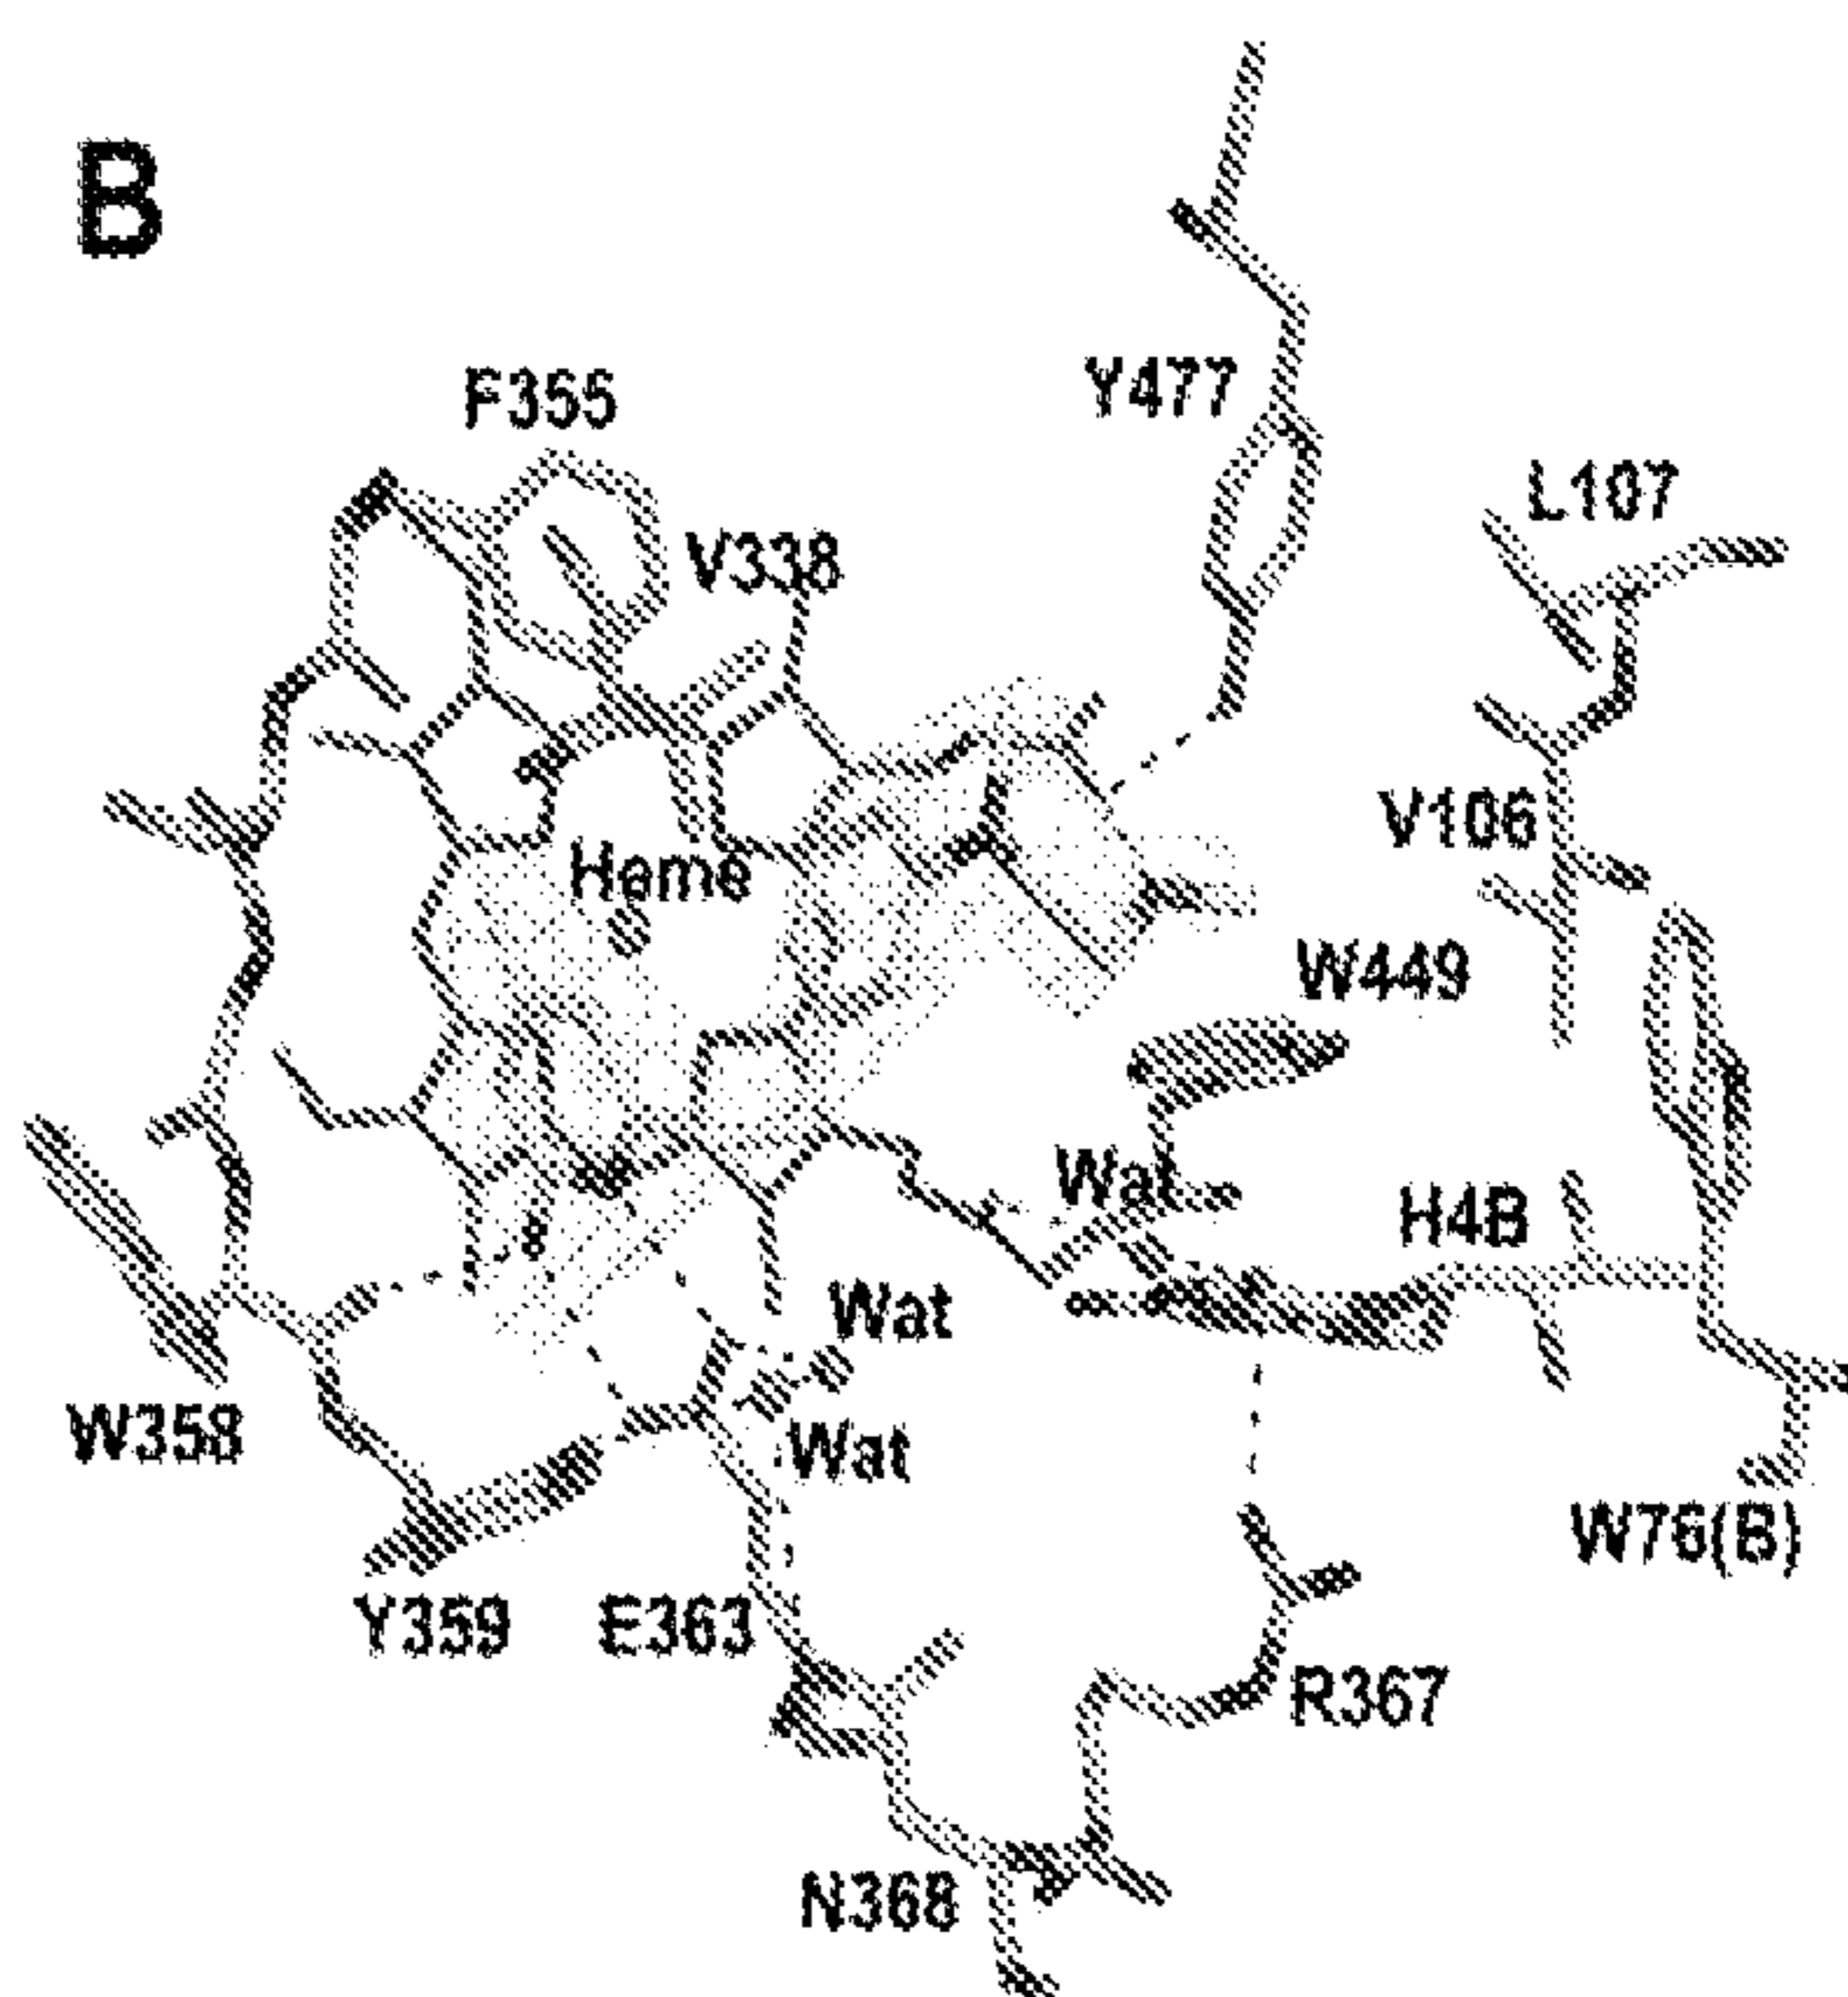 B
F355
Y477
L107
V338
V106
Heme
W449
Wat
H4B
Wat
W358
Wat
W76(B)
Y359
E363
R367
N368